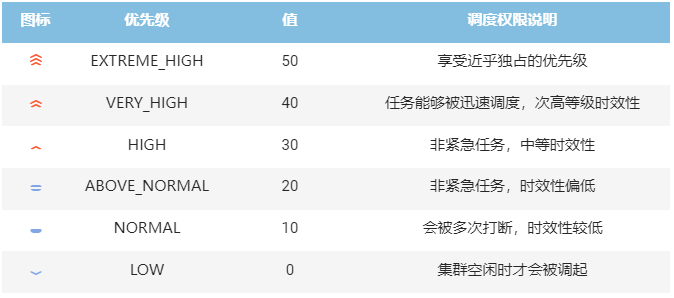 图标 优先级 值 调度权限说明
EXTREME_HIGH 50 享受近乎独占的优先级
VERY_HIGH 40 任务能够被迅速调度，次高等级时效性
HIGH 30 非紧急任务，中等时效性
ABOVE_NORMAL 20 非紧急任务，时效性偏低
NORMAL 10 会被多次打断，时效性较低
LOW 0 集群空闲时才会被调起